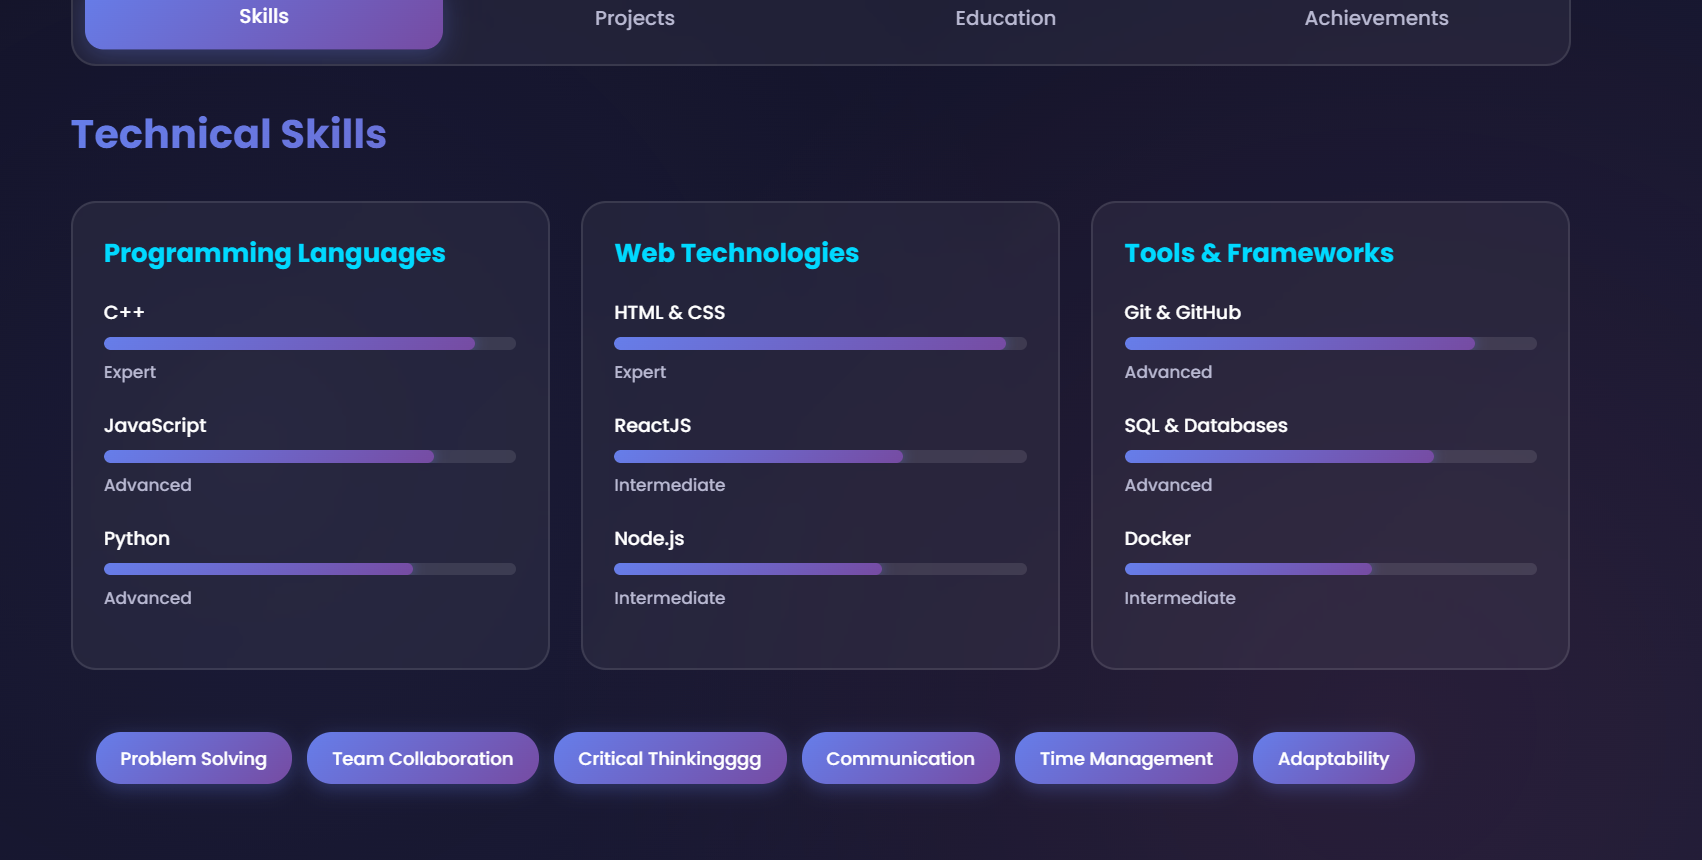 Skills
Projects
Education
Achievements
Technical Skills
Programming Languages
C++
Expert
JavaScript
Advanced
Python
Advanced
Web Technologies
HTML & CSS
Expert
ReactJS
Intermediate
Node.js
Intermediate
Tools & Frameworks
Git & GitHub
Advanced
SQL & Databases
Advanced
Docker
Intermediate
Problem Solving
Team Collaboration
Critical Thinkingggg
Communication
Time Management
Adaptability